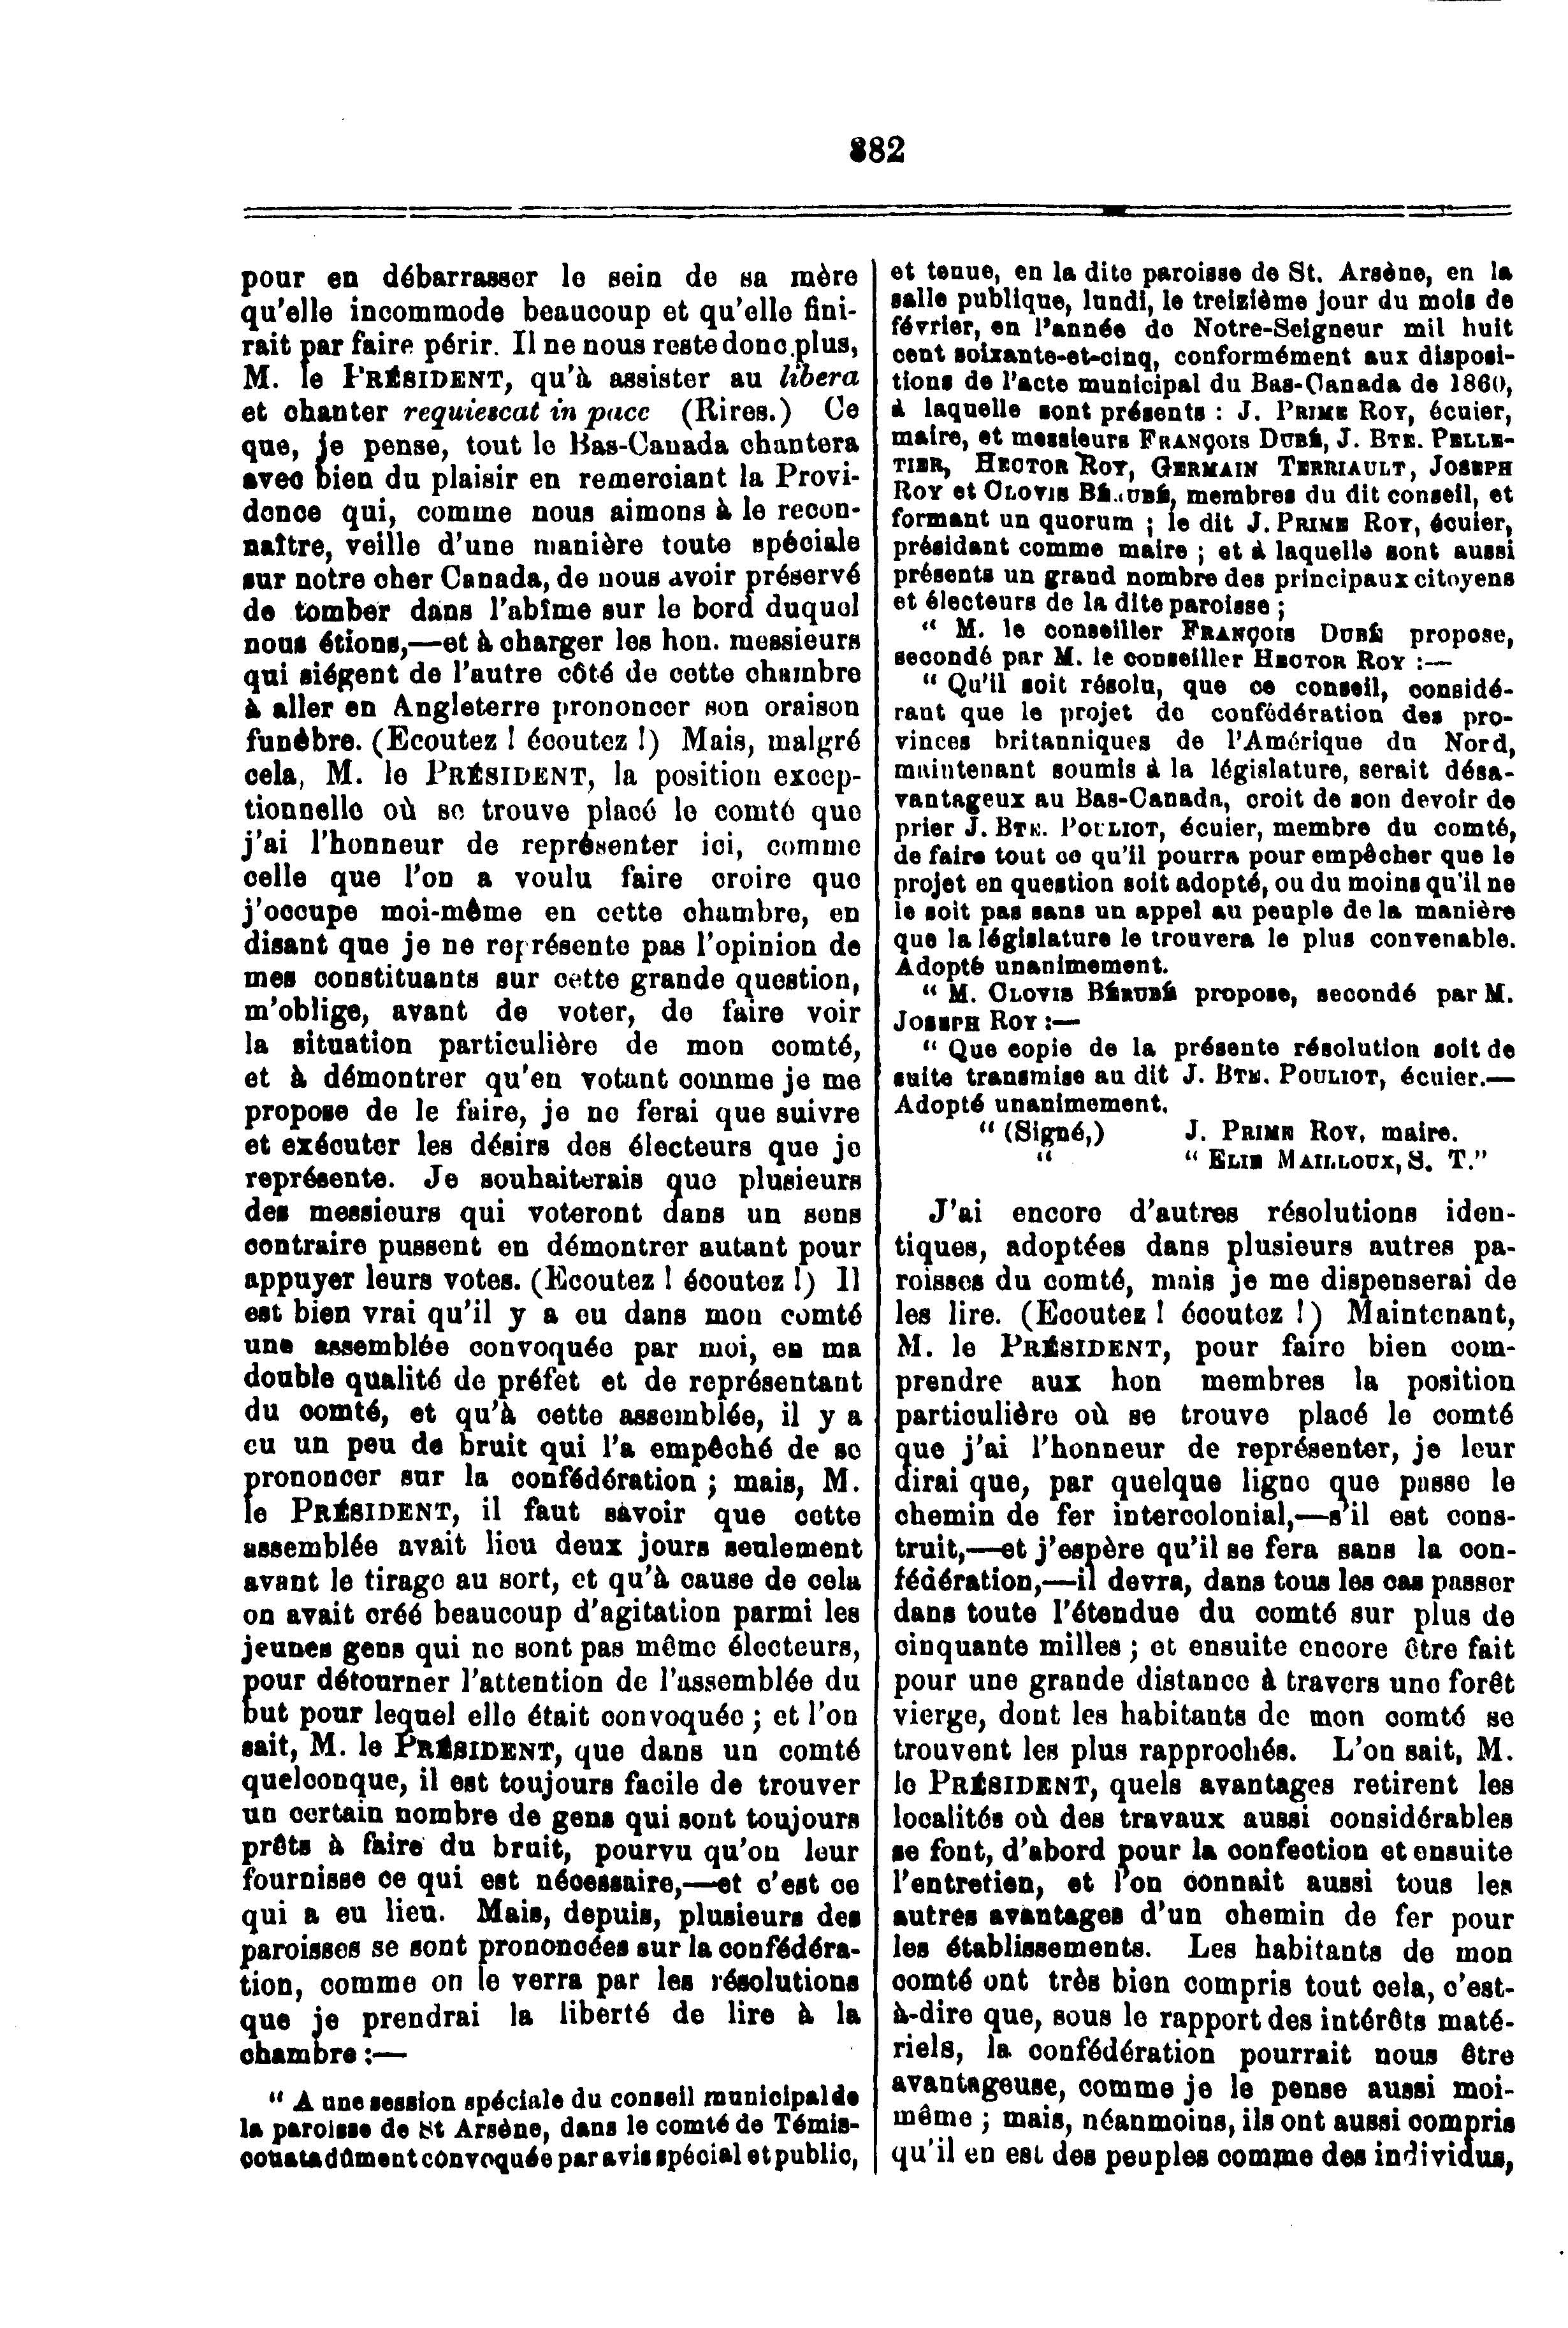 882
pour en débarrasser le sein de sa mère
qu'elle incommode beaucoup et qu'elle fini-
rait par faire périr. Il ne nous reste donc plus,
M. le PRÉSIDENT, qu'à assister au libera
et chanter requiescat in pace (Rires.) Ce
que, je pense, tout le Bas-Canada chantera
avec bien du plaisir en remerciant la Provi-
dence qui, comme nous aimons à le recon-
naître, veille d'une manière toute spéciale
sur notre cher Canada, de nous avoir préservé
de tomber dans l'abîme sur le bord duquel
nous étions,—et à charger les hon. messieurs
qui siégent de l'autre côté de cette chambre
à aller en Angleterre prononcer son oraison
funèbre. (Ecoutez ! écoutez !) Mais, malgré
cela, M. le PRÉSIDENT, la position excep-
tionnelle où se trouve placé le comté que
j'ai l'honneur de représenter ici, comme
celle que l'on a voulu faire croire que
j'occupe moi-même en cette chambre, en
disant que je ne représente pas l'opinion de
mes constituants sur cette grande question,
m'oblige, avant de voter, de faire voir
la situation particulière de mon comté,
et à démontrer qu'en votant comme je me
propose de le faire, je ne ferai que suivre
et exécuter les désirs des électeurs que je
représente. Je souhaiterais que plusieurs
des messieurs qui voteront dans un sens
contraire pussent en démontrer autant pour
appuyer leurs votes. (Ecoutez ! écoutez !) Il
est bien vrai qu'il y a eu dans mon comté
une assemblée convoquée par moi, en ma
double qualité de préfet et de représentant
du comté, et qu'à cette assemblée, il y a
eu un peu de bruit qui l'a empêché de se
prononcer sur la confédération ; mais, M.
le PRÉSIDENT, il faut savoir que cette
assemblée avait lieu deux jours seulement
avant le tirage au sort, et qu'à cause de cela
on avait créé beaucoup d'agitation parmi les
jeunes gens qui ne sont pas même électeurs,
pour détourner l'attention de l'assemblée du
but pour lequel elle était convoquée ; et l'on
sait, M. le PRÉSIDENT, que dans un comté
quelconque, il est toujours facile de trouver
un certain nombre de gens qui sont toujours
prêts à faire du bruit, pourvu qu'on leur
fournisse ce qui est nécessaire,—et c'est ce
qui a eu lieu. Mais, depuis, plusieurs des
paroisses se sont prononcées sur la confédéra-
tion, comme on le verra par les résolutions
que je prendrai la liberté de lire à la
chambre :—
" A une session spéciale du conseil municipal de
la paroisse de St Arsène, dans le comté de Témis-
couata dûment convoquée par avis spécial et public,
et tenue, en la dite paroisse de St. Arsène, en la
salle publique, lundi, le treizième jour du mois de
février, en l'année de Notre-Seigneur mil huit
cent soixante-et-cinq, conformément aux disposi-
tions de l'acte municipal du Bas-Canada de 1860,
à laquelle sont présents : J. PRIME ROY, écuier,
maire, et messieurs FRANÇOIS DUBÉ, J. BTE. PELLE-
TIER, HECTOR ROY, GERMAIN TERRIAULT, JOSEPH
ROY et CLOVIS BÉRUBÉ, membres du dit conseil, et
formant un quorum ; le dit J. PRIME ROY, écuier,
présidant comme maire ; et à laquelle sont aussi
présents un grand nombre des principaux citoyens
et électeurs de la dite paroisse ;
" M. le conseiller FRANÇOIS DUBÉ propose,
secondé par M. le conseiller HECTOR ROY :—
" Qu'il soit résolu, que ce conseil, considé-
rant que le projet de confédération des pro-
vinces britanniques de l'Amérique du Nord,
maintenant soumis à la législature, serait désa-
vantageux au Bas-Canada, croit de son devoir de
prier J. BTE. POULIOT, écuier, membre du comté,
de faire tout ce qu'il pourra pour empêcher que le
projet en question soit adopté, ou du moins qu'il ne
le soit pas sans un appel au peuple de la manière
que la législature le trouvera le plus convenable.
Adopté unanimement.
" M. CLOVIS BÉRUBÉ propose, secondé par M.
JOSEPH ROY :—
" Que copie de la présente résolution soit de
suite transmise au dit J. BTE. POULIOT, écuier.—
Adopté unanimement.
" (Signé,) J. PRIME ROY, maire.
" " ELIE MAILLOUX, S. T."
J'ai encore d'autres résolutions iden-
tiques, adoptées dans plusieurs autres pa-
roisses du comté, mais je me dispenserai de
les lire. (Ecoutez ! écoutez !) Maintenant,
M. le PRÉSIDENT, pour faire bien com-
prendre aux hon membres la position
particulière où se trouve placé le comté
que j'ai l'honneur de représenter, je leur
dirai que, par quelque ligne que passe le
chemin de fer intercolonial,—s'il est cons-
truit,—et j'espère qu'il se fera sans la con-
fédération,—il devra, dans tous les cas passer
dans toute l'étendue du comté sur plus de
cinquante milles ; et ensuite encore être fait
pour une grande distance à travers une forêt
vierge, dont les habitants de mon comté se
trouvent les plus rapprochés. L'on sait, M.
le PRÉSIDENT, quels avantages retirent les
localités où des travaux aussi considérables
se font, d'abord pour la confection et ensuite
l'entretien, et l'on connait aussi tous les
autres avantages d'un chemin de fer pour
les établissements. Les habitants de mon
comté ont très bien compris tout cela, c'est-
à-dire que, sous le rapport des intérêts maté-
riels, la confédération pourrait nous être
avantageuse, comme je le pense aussi moi-
même ; mais, néanmoins, ils ont aussi compris
qu'il en est des peuples comme des individus,